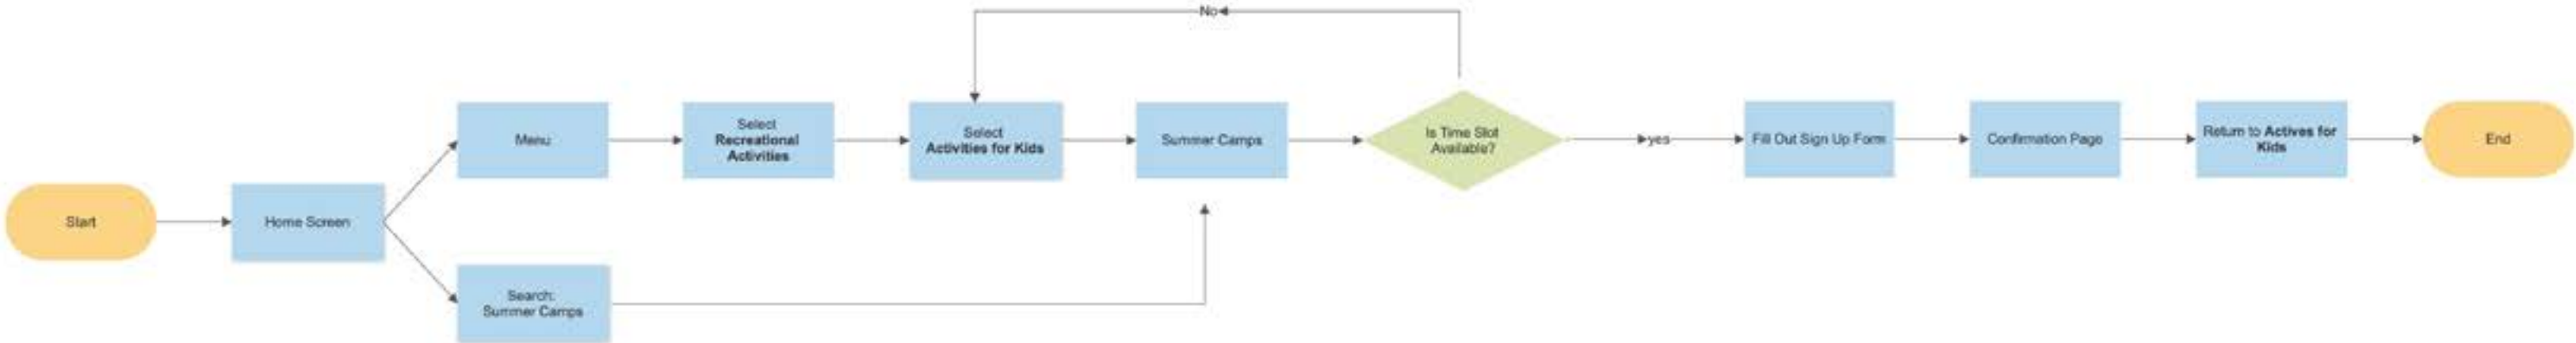 No
Menu
Select
Recreational
Activities
Select
Activities for Kids
Summer Camps
Is Time Slot
Available?
yes
Fill Out Sign Up Form
Confirmation Page
Return to Actives for
Kids
End
Start
Home Screen
Search:
Summer Camps